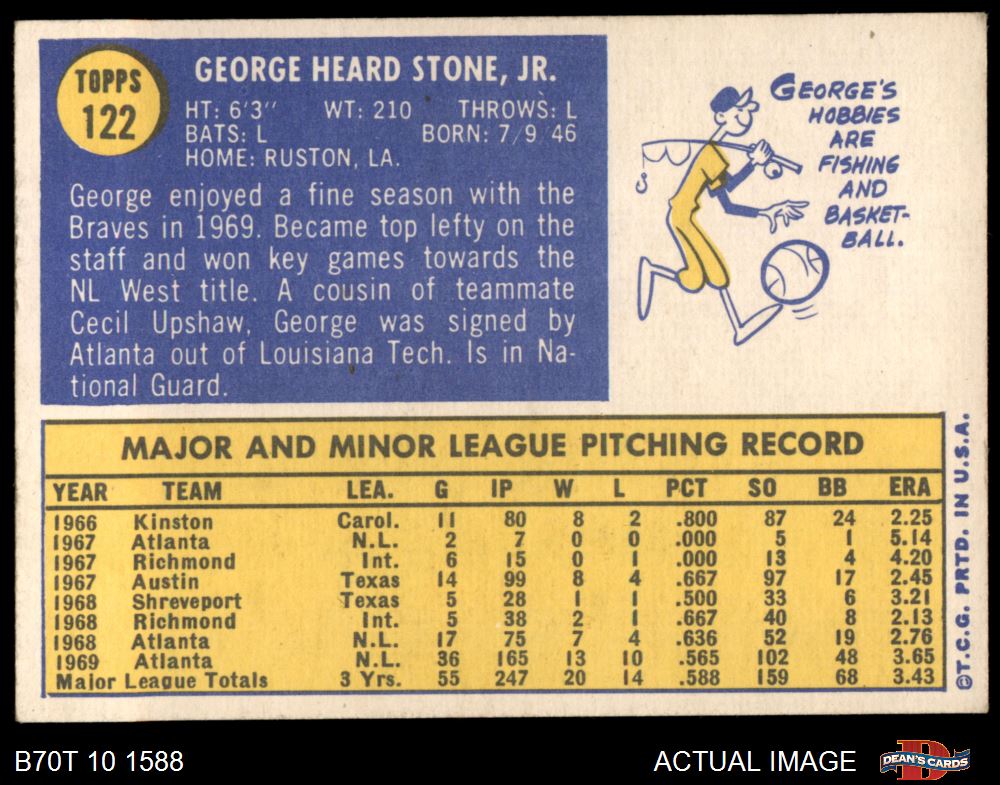 TOPPS
122
GEORGE HEARD STONE, JR.
HT: 6'3'' WT: 210 THROWS: L
BATS: L BORN: 7/9/46
HOME: RUSTON, LA.
George enjoyed a fine season with the
Braves in 1969. Became top lefty on the
staff and won key games towards the
NL West title. A cousin of teammate
Cecil Upshaw, George was signed by
Atlanta out of Louisiana Tech. Is in Na-
tional Guard.
GEORGE'S
HOBBIES
ARE
FISHING
AND
BASKET-
BALL.
MAJOR AND MINOR LEAGUE PITCHING RECORD
YEAR TEAM LEA. G IP W L PCT SO BB ERA
1966 Kinston Carol. 11 80 8 2 .800 87 24 2.25
1967 Atlanta N.L. 2 7 0 0 .000 5 1 5.14
1967 Richmond Int. 6 15 0 1 .000 13 4 4.20
1967 Austin Texas 14 99 8 4 .667 97 17 2.45
1968 Shreveport Texas 5 28 1 1 .500 33 6 3.21
1968 Richmond Int. 5 38 2 1 .667 40 8 2.13
1968 Atlanta N.L. 17 75 7 4 .636 52 19 2.76
1969 Atlanta N.L. 36 165 13 10 .565 102 48 3.65
Major League Totals 3 Yrs. 55 247 20 14 .588 159 68 3.43
©T.C.G. PRTD. IN U.S.A.
B70T 10 1588
ACTUAL IMAGE
D
DEAN'S CARDS